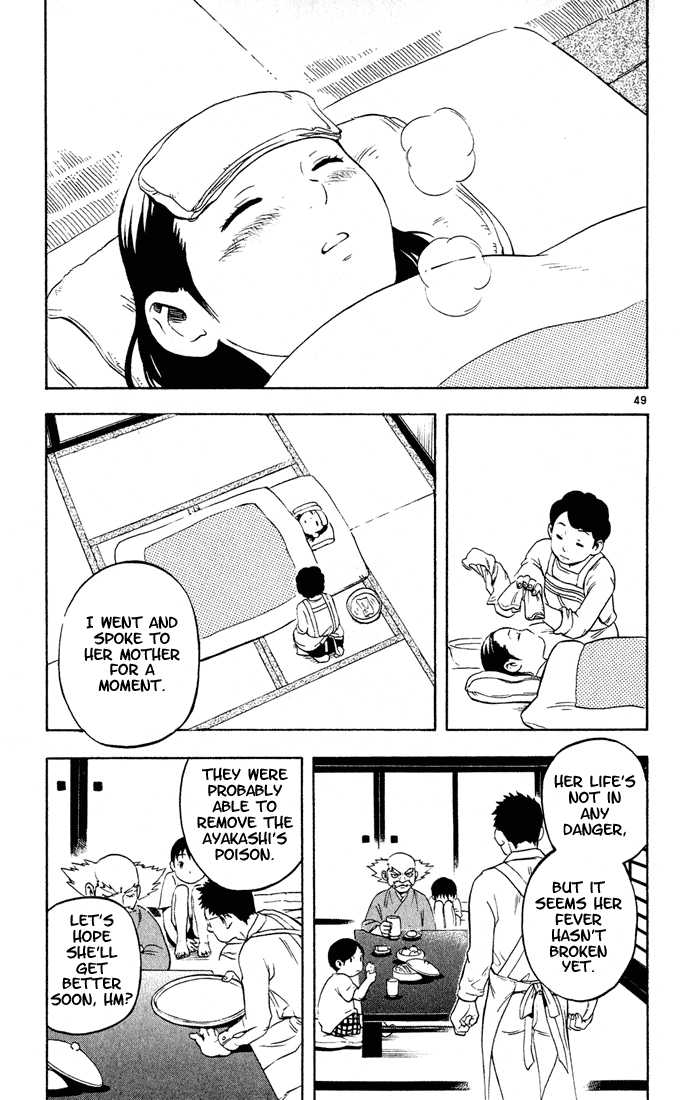 49
I WENT AND
SPOKE TO
HER MOTHER
FOR A
MOMENT.
HER LIFE'S
NOT IN
ANY
DANGER,
BUT IT
SEEMS HER
FEVER
HASN'T
BROKEN
YET.
THEY WERE
PROBABLY
ABLE TO
REMOVE THE
AYAKASHI'S
POISON.
LET'S
HOPE
SHE'LL
GET
BETTER
SOON, HM?